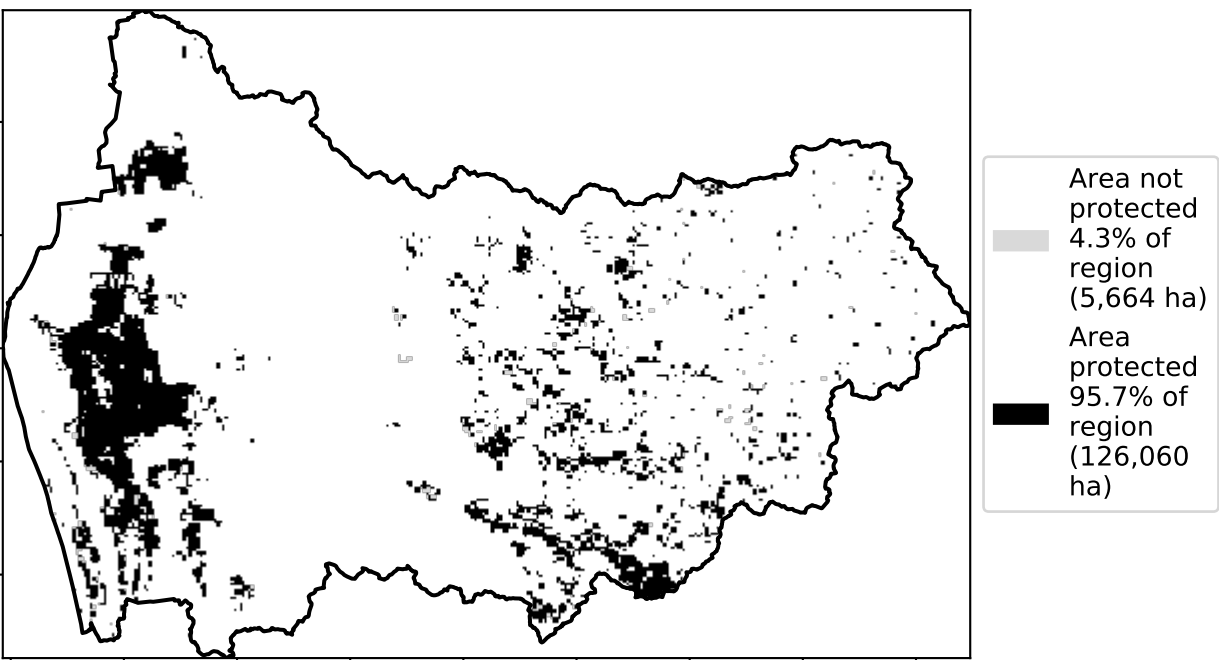 Area not
protected
4.3% of
region
(5,664 ha)
Area
protected
95.7% of
region
(126,060
ha)